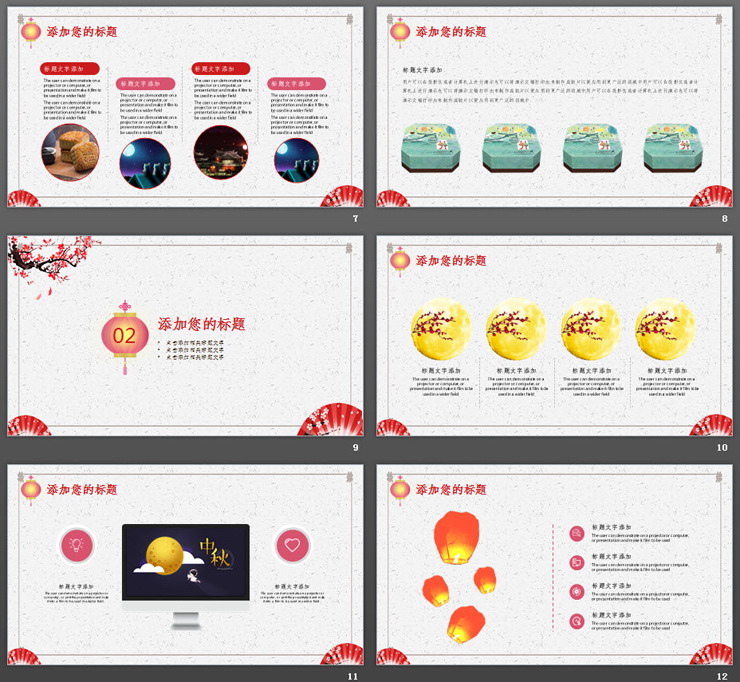 添加您的标题
标题文字添加
The user can demonstrate on a
projector or computer, or
presentation and make it film to
be used in a wider field
The user can demonstrate on a
projector or computer, or
presentation and make it film to
be used in a wider field
标题文字添加
The user can demonstrate on a
projector or computer, or
presentation and make it film to
be used in a wider field
The user can demonstrate on a
projector or computer, or
presentation and make it film to
be used in a wider field
标题文字添加
The user can demonstrate on a
projector or computer, or
presentation and make it film to
be used in a wider field
The user can demonstrate on a
projector or computer, or
presentation and make it film to
be used in a wider field
标题文字添加
The user can demonstrate on a
projector or computer, or
presentation and make it film to
be used in a wider field
The user can demonstrate on a
projector or computer, or
presentation and make it film to
be used in a wider field
7
添加您的标题
标题文字添加
8
02
添加您的标题
• 点击添加相关标题文字
• 点击添加相关标题文字
• 点击添加相关标题文字
9
添加您的标题
标题文字添加
The user can demonstrate on a
projector or computer, or
presentation and make it film to be
used in a wider field
标题文字添加
The user can demonstrate on a
projector or computer, or
presentation and make it film to be
used in a wider field
标题文字添加
The user can demonstrate on a
projector or computer, or
presentation and make it film to be
used in a wider field
标题文字添加
The user can demonstrate on a
projector or computer, or
presentation and make it film to be
used in a wider field
10
添加您的标题
标题文字添加
The user can demonstrate on a projector or
computer, or presentation and make it
film to be used in a wider field
中秋
标题文字添加
The user can demonstrate on a projector or
computer, or presentation and make it
film to be used in a wider field
11
添加您的标题
标题文字添加
The user can demonstrate on a projector or computer,
or presentation and make it film to be used
标题文字添加
The user can demonstrate on a projector or computer,
or presentation and make it film to be used
标题文字添加
The user can demonstrate on a projector or computer,
or presentation and make it film to be used
标题文字添加
The user can demonstrate on a projector or computer,
or presentation and make it film to be used
12